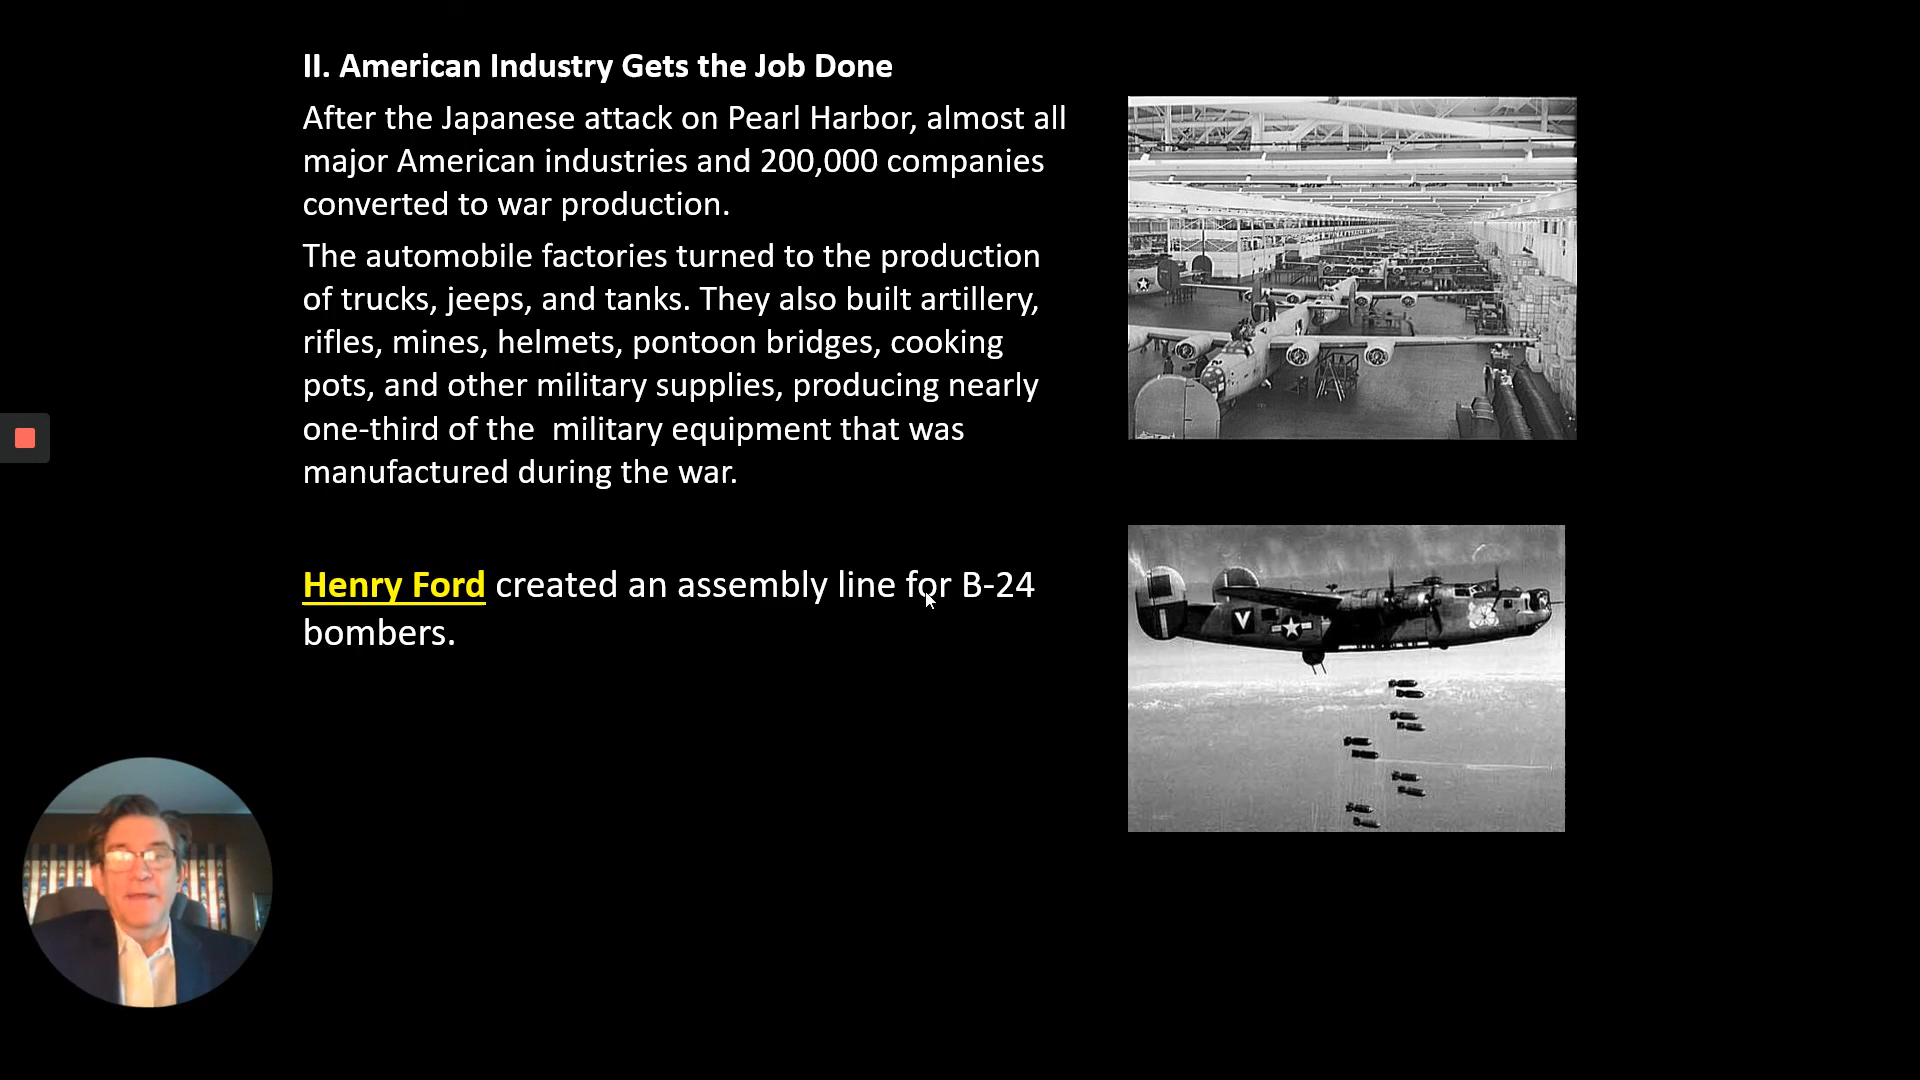 II. American Industry Gets the Job Done
After the Japanese attack on Pearl Harbor, almost all
major American industries and 200,000 companies
converted to war production.
The automobile factories turned to the production
of trucks, jeeps, and tanks. They also built artillery,
rifles, mines, helmets, pontoon bridges, cooking
pots, and other military supplies, producing nearly
one-third of the  military equipment that was
manufactured during the war.
Henry Ford created an assembly line for B-24
bombers.
V